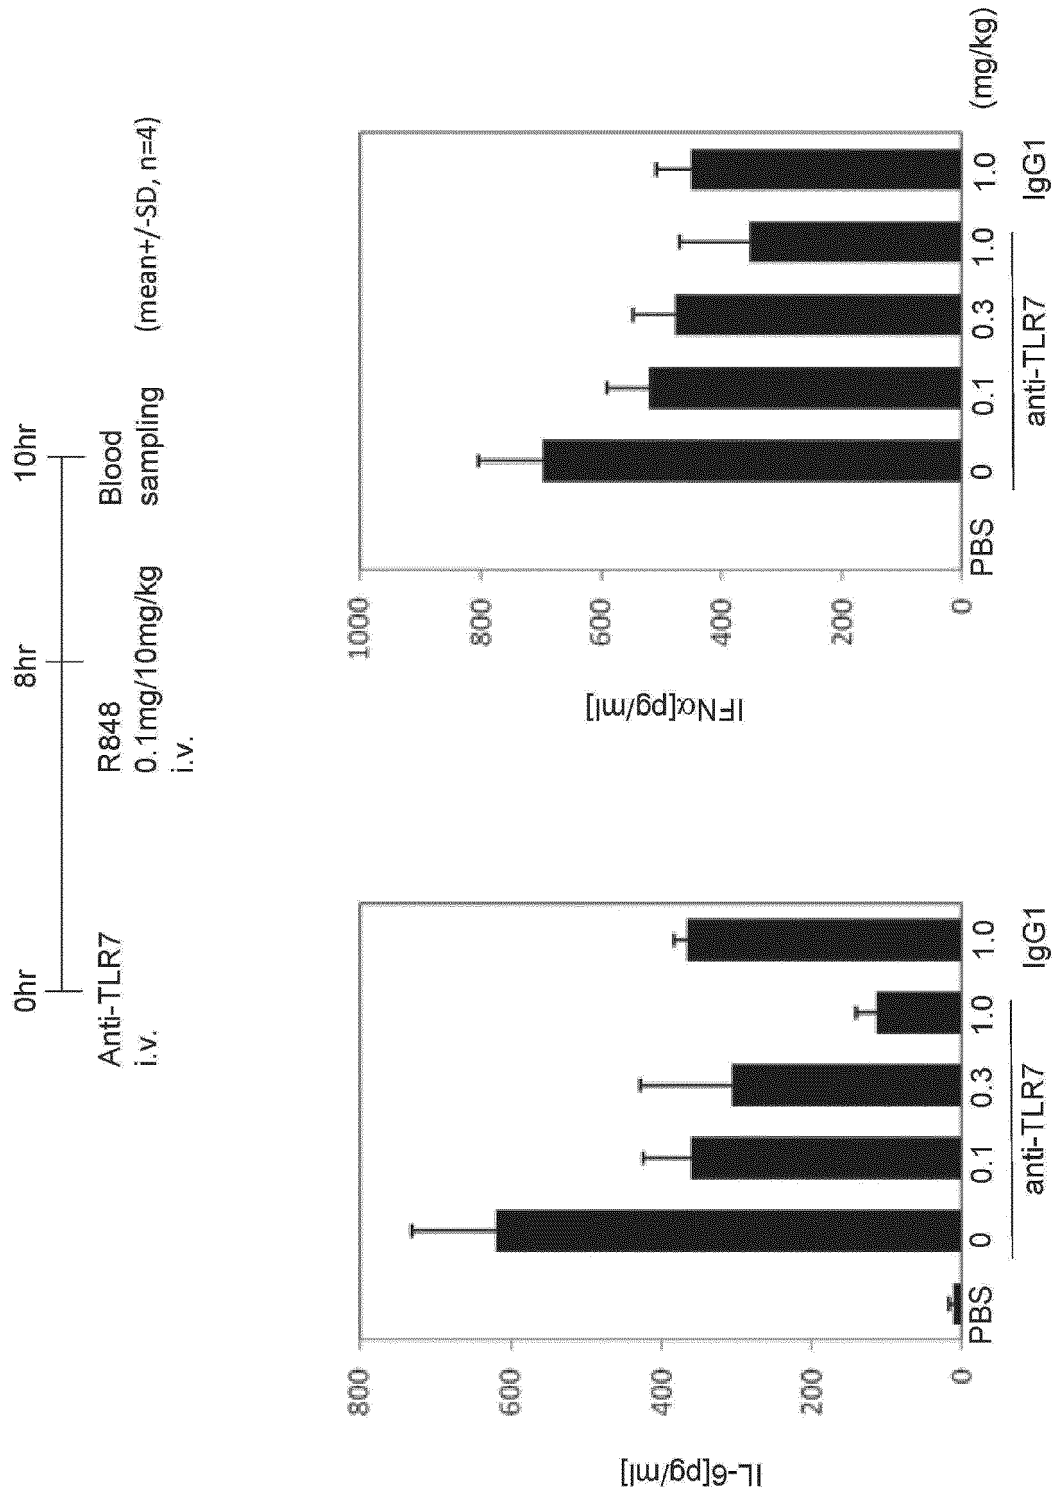 0hr
8hr
10hr
Anti-TLR7
i.v.
R848
0.1mg/10mg/kg
i.v.
Blood
sampling
(mean+/-SD, n=4)
IL-6[pg/ml]
800
600
400
200
0
PBS
0
0.1
0.3
1.0
1.0
anti-TLR7
IgG1
IFNα[pg/ml]
1000
800
600
400
200
0
PBS
0
0.1
0.3
1.0
1.0
(mg/kg)
anti-TLR7
IgG1